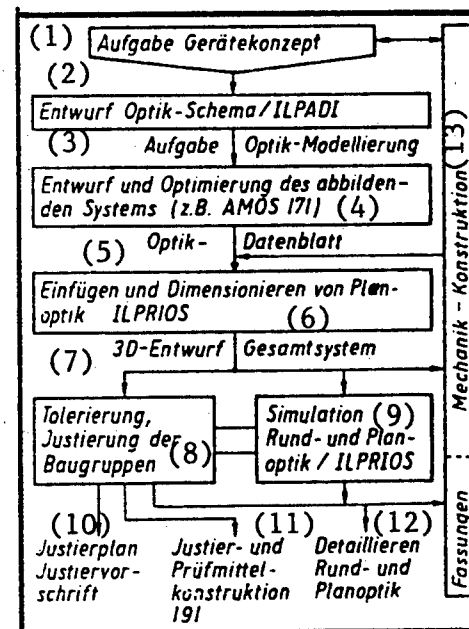 (1) Aufgabe Gerätekonzept
(2)
Entwurf Optik-Schema/ILPADI
(3) Aufgabe Optik-Modellierung
Entwurf und Optimierung des abbilden-
den Systems (z.B. AMOS 171) (4)
(5) Optik- Datenblatt
Einfügen und Dimensionieren von Plan-
optik ILPRIOS (6)
(7) 3D-Entwurf Gesamtsystem
Tolerierung,
Justierung der
Baugruppen (8)
Simulation (9)
Rund- und Plan-
optik / ILPRIOS
(10)
Justierplan
Justiervor-
schrift
(11)
Justier- und
Prüfmittel-
konstruktion
191
(12)
Detaillieren
Rund- und
Planoptik
Mechanik - Konstruktion (13)
Fassungen